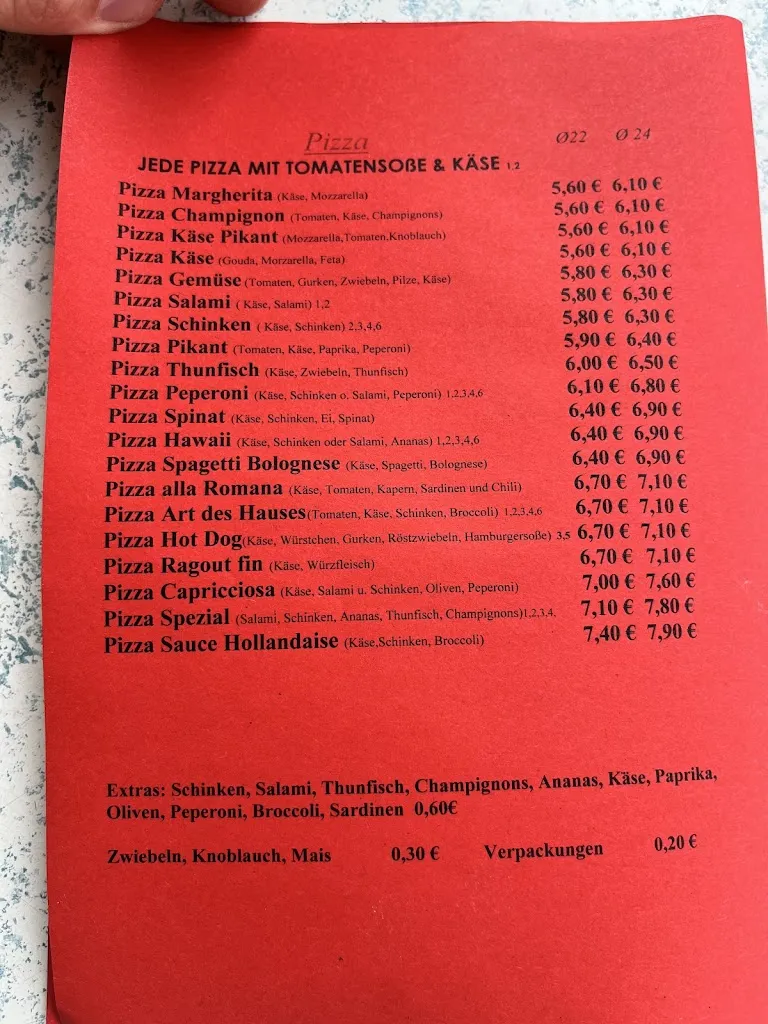 Pizza Ø22 Ø 24
JEDE PIZZA MIT TOMATENSOßE & KÄSE 1,2
Pizza Margherita (Käse, Mozzarella) 5,60 € 6,10 €
Pizza Champignon (Tomaten, Käse, Champignons) 5,60 € 6,10 €
Pizza Käse Pikant (Mozzarella,Tomaten,Knoblauch) 5,60 € 6,10 €
Pizza Käse (Gouda, Morzarella, Feta) 5,60 € 6,10 €
Pizza Gemüse (Tomaten, Gurken, Zwiebeln, Pilze, Käse) 5,80 € 6,30 €
Pizza Salami ( Käse, Salami) 1,2 5,80 € 6,30 €
Pizza Schinken ( Käse, Schinken) 2,3,4,6 5,80 € 6,30 €
Pizza Pikant (Tomaten, Käse, Paprika, Peperoni) 5,90 € 6,40 €
Pizza Thunfisch (Käse, Zwiebeln, Thunfisch) 6,00 € 6,50 €
Pizza Peperoni (Käse, Schinken o. Salami, Peperoni) 1,2,3,4,6 6,10 € 6,80 €
Pizza Spinat (Käse, Schinken, Ei, Spinat) 6,40 € 6,90 €
Pizza Hawaii (Käse, Schinken oder Salami, Ananas) 1,2,3,4,6 6,40 € 6,90 €
Pizza Spagetti Bolognese (Käse, Spagetti, Bolognese) 6,40 € 6,90 €
Pizza alla Romana (Käse, Tomaten, Kapern, Sardinen und Chili) 6,70 € 7,10 €
Pizza Art des Hauses(Tomaten, Käse, Schinken, Broccoli) 1,2,3,4,6 6,70 € 7,10 €
Pizza Hot Dog(Käse, Würstchen, Gurken, Röstzwiebeln, Hamburgersoße) 3,5 6,70 € 7,10 €
Pizza Ragout fin (Käse, Würzfleisch) 6,70 € 7,10 €
Pizza Capricciosa (Käse, Salami u. Schinken, Oliven, Peperoni) 7,00 € 7,60 €
Pizza Spezial (Salami, Schinken, Ananas, Thunfisch, Champignons)1,2,3,4, 7,10 € 7,80 €
Pizza Sauce Hollandaise (Käse,Schinken, Broccoli) 7,40 € 7,90 €
Extras: Schinken, Salami, Thunfisch, Champignons, Ananas, Käse, Paprika,
Oliven, Peperoni, Broccoli, Sardinen 0,60€
Zwiebeln, Knoblauch, Mais 0,30 € Verpackungen 0,20 €